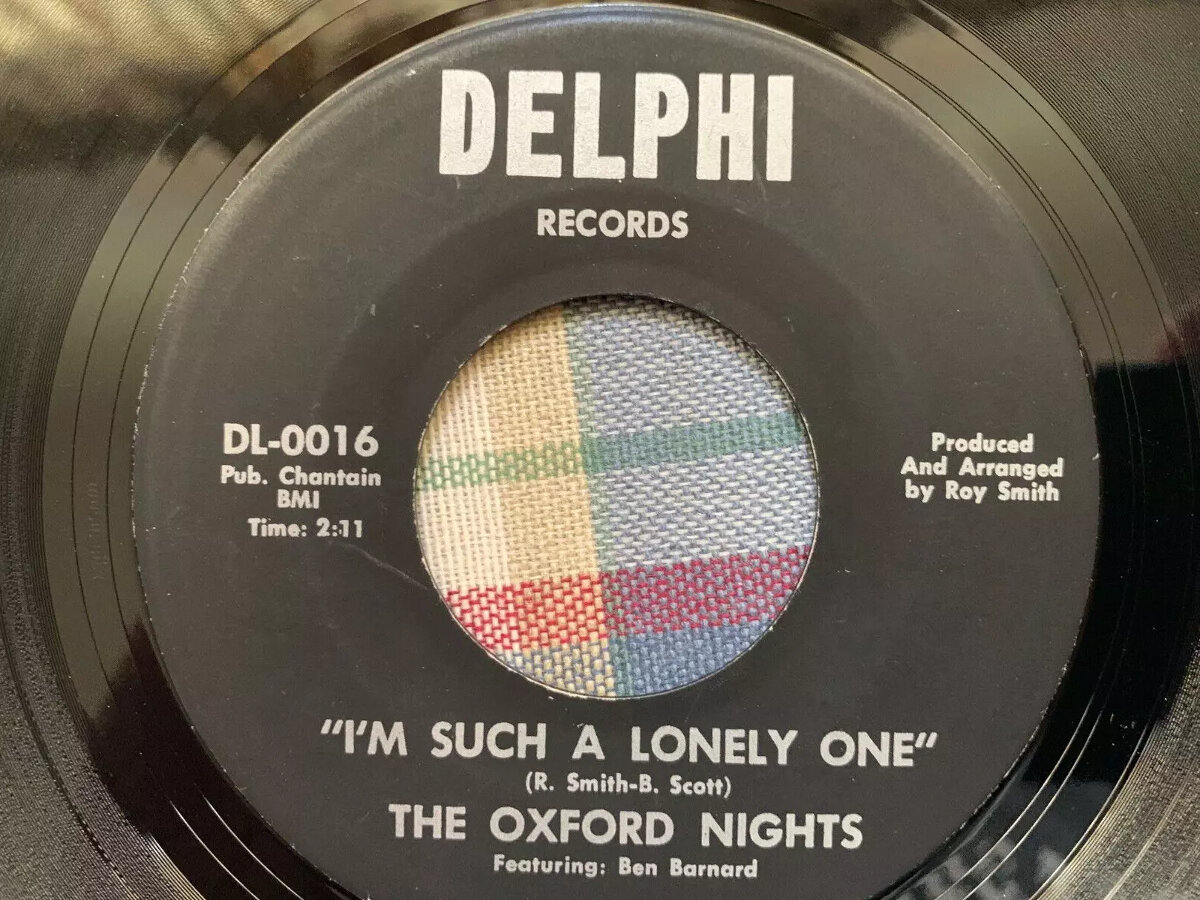 DELPHI
RECORDS
DL-0016
Pub. Chantain
BMI
Time: 2:11
Produced
And Arranged
by Roy Smith
"I'M SUCH A LONELY ONE"
(R. Smith-B. Scott)
THE OXFORD NIGHTS
Featuring: Ben Barnard